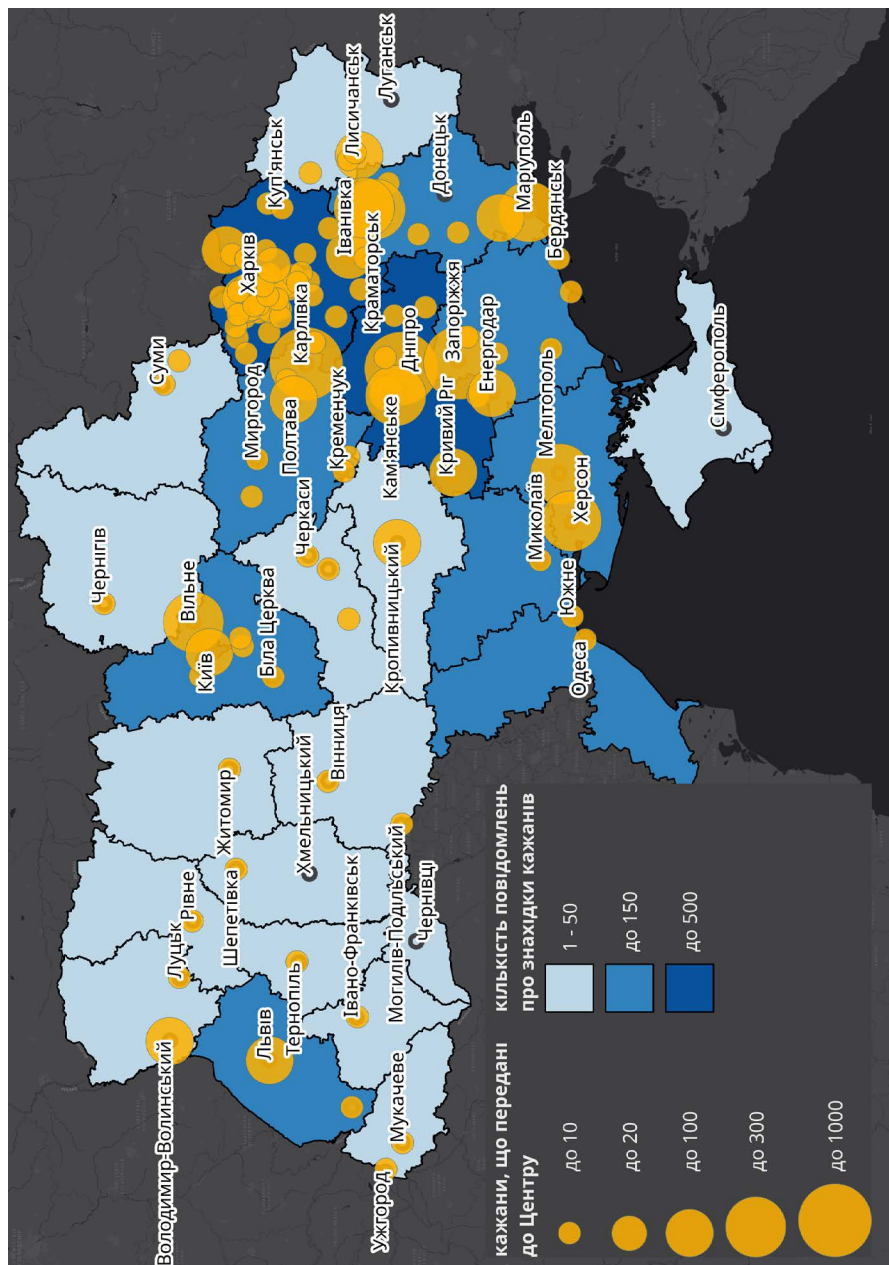 Чернігів
Суми
Володимир-Волинський
Луцьк
Рівне
Вільне
Київ
Житомир
Шепетівка
Біла Церква
Миргород
Харків
Куп'янськ
Львів
Тернопіль
Хмельницький
Вінниця
Черкаси
Полтава
Карлівка
Кременчук
Іванівка
Лисичанськ
Луганськ
Краматорськ
Івано-Франківськ
Ужгород
Мукачеве
Могилів-Подільський
Чернівці
Кропивницький
Кам'янське
Дніпро
Донецьк
Кривий Ріг
Запоріжжя
Енергодар
Маріуполь
Бердянськ
Мелітополь
Миколаїв
Херсон
Южне
Одеса
Сімферополь
кажани, що передані
до Центру
до 10
до 20
до 100
до 300
до 1000
кількість повідомлень
про знахідки кажанів
1 - 50
до 150
до 500